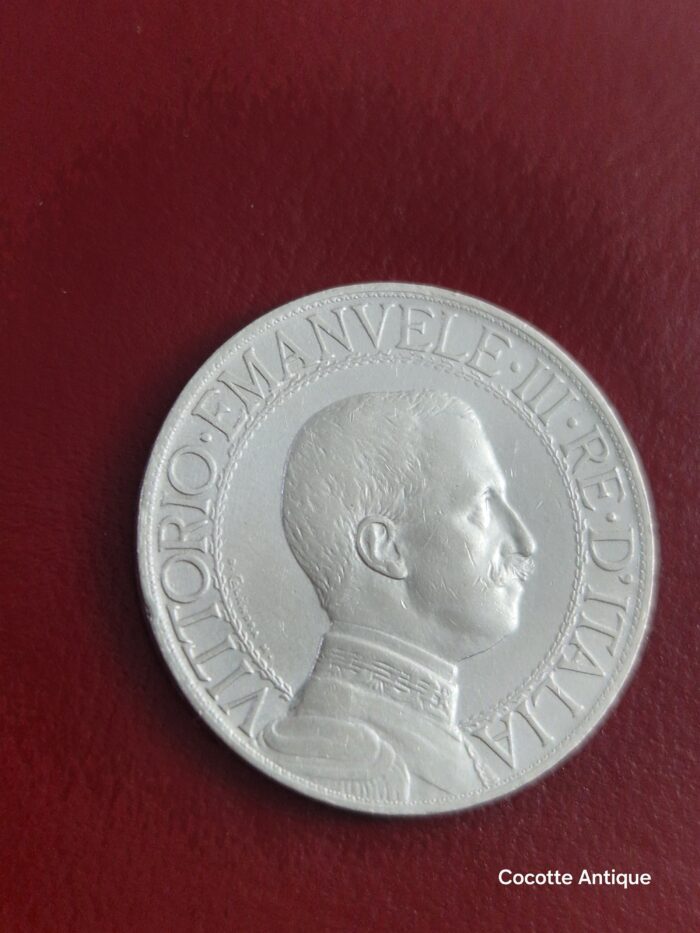 VITTORIO · EMANVELE · III · RE · D'ITALIA
Cocotte Antique